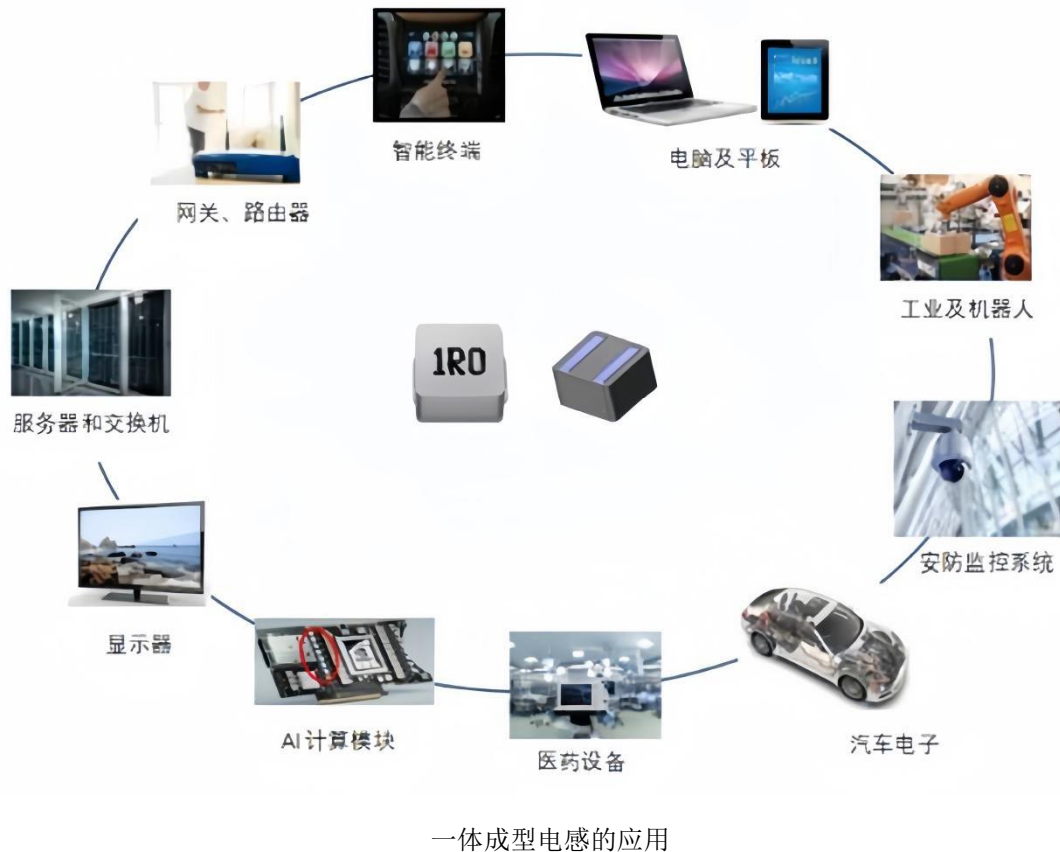 智能终端
电脑及平板
网关、路由器
工业及机器人
1R0
服务器和交换机
安防监控系统
显示器
AI计算模块
医药设备
汽车电子
一体成型电感的应用